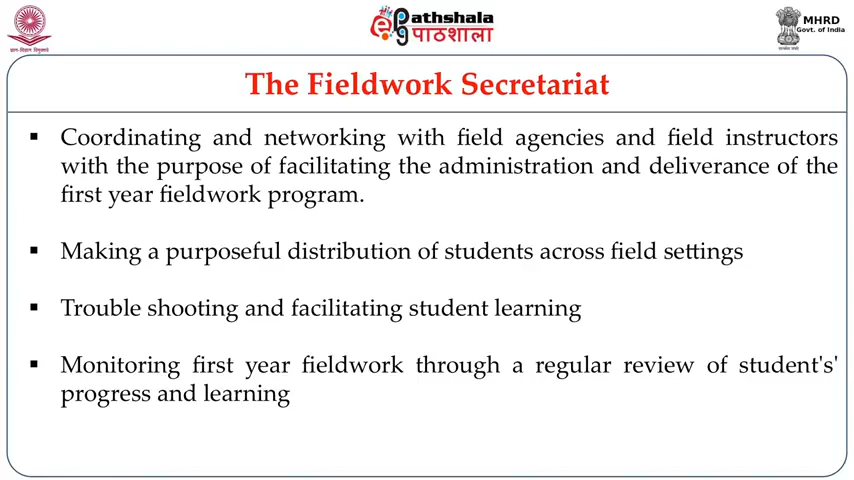 ePathshala
पाठशाला
MHRD
Govt. of India
The Fieldwork Secretariat
▪ Coordinating and networking with field agencies and field instructors
with the purpose of facilitating the administration and deliverance of the
first year fieldwork program.
▪ Making a purposeful distribution of students across field settings
▪ Trouble shooting and facilitating student learning
▪ Monitoring first year fieldwork through a regular review of student's'
progress and learning